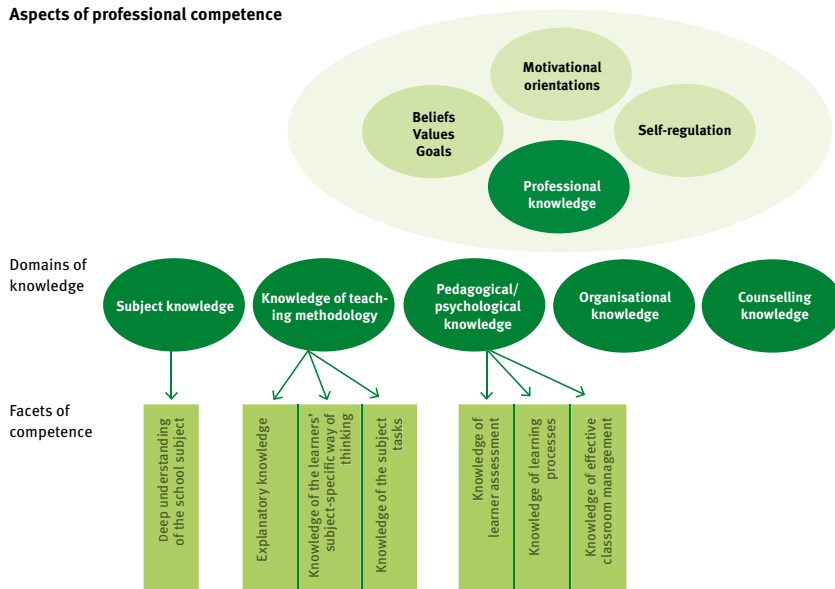 Aspects of professional competence
Motivational
orientations
Beliefs
Values
Goals
Self-regulation
Professional
knowledge
Domains of
knowledge
Subject knowledge
Knowledge of teach-
ing methodology
Pedagogical/
psychological
knowledge
Organisational
knowledge
Counselling
knowledge
Facets of
competence
Deep understanding
of the school subject
Explanatory knowledge
Knowledge of the learners'
subject-specific way of
thinking
Knowledge of the subject
tasks
Knowledge of
learner assessment
Knowledge of learning
processes
Knowledge of effective
classroom management